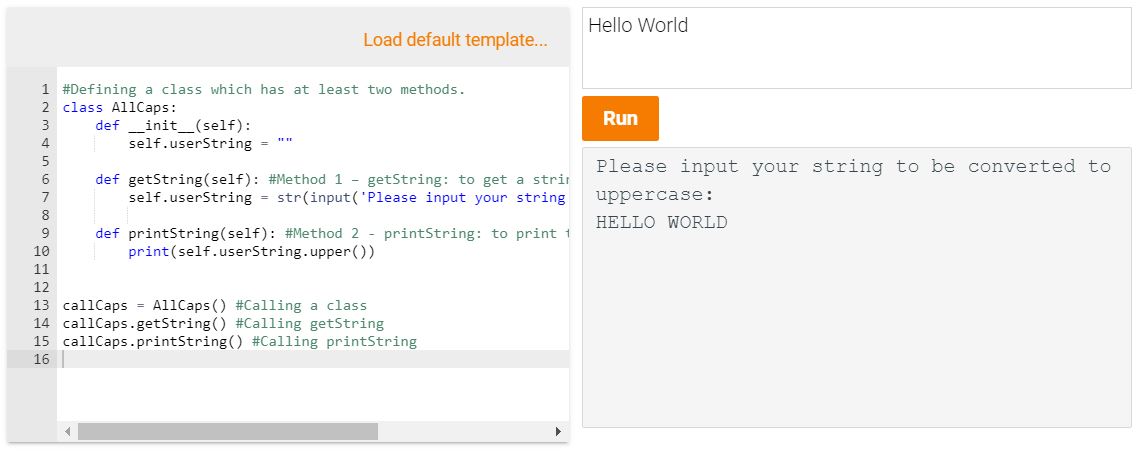 Load default template...
1 #Defining a class which has at least two methods.
2 class AllCaps:
3     def __init__(self):
4         self.userString = ""
5
6     def getString(self): #Method 1 – getString: to get a strin
7         self.userString = str(input('Please input your string
8
9     def printString(self): #Method 2 - printString: to print t
10         print(self.userString.upper())
11
12
13 callCaps = AllCaps() #Calling a class
14 callCaps.getString() #Calling getString
15 callCaps.printString() #Calling printString
16
Hello World
Run
Please input your string to be converted to
uppercase:
HELLO WORLD